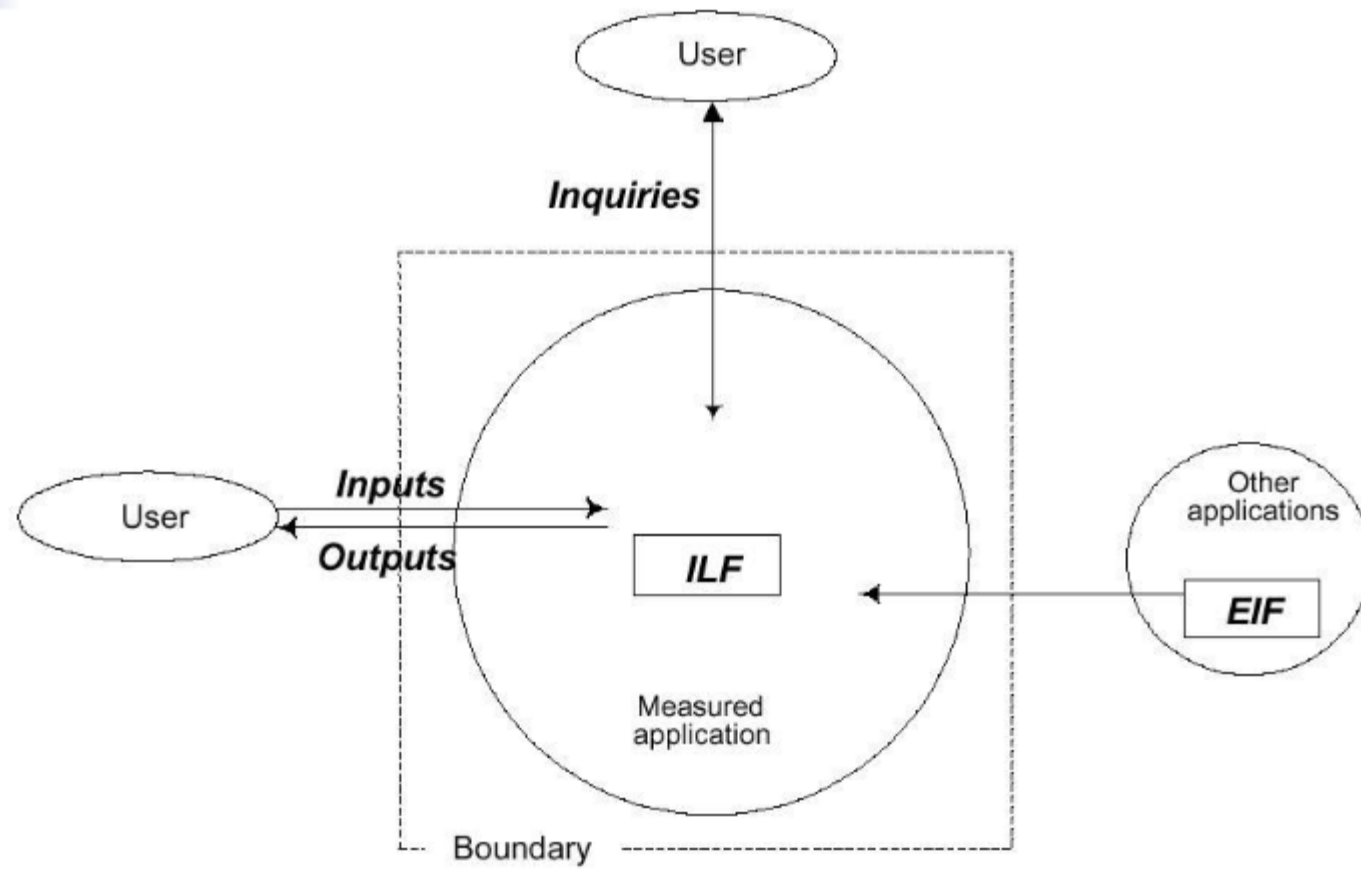 User
Inquiries
Inputs
User
Outputs
ILF
Other
applications
EIF
Measured
application
Boundary